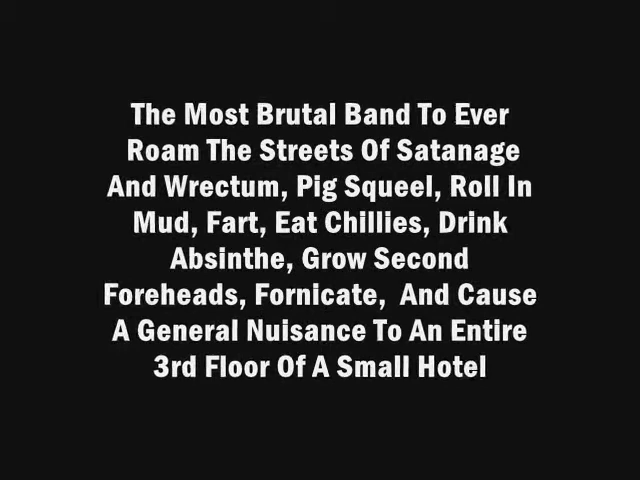 The Most Brutal Band To Ever
Roam The Streets Of Satanage
And Wrectum, Pig Squeel, Roll In
Mud, Fart, Eat Chillies, Drink
Absinthe, Grow Second
Foreheads, Fornicate,  And Cause
A General Nuisance To An Entire
3rd Floor Of A Small Hotel